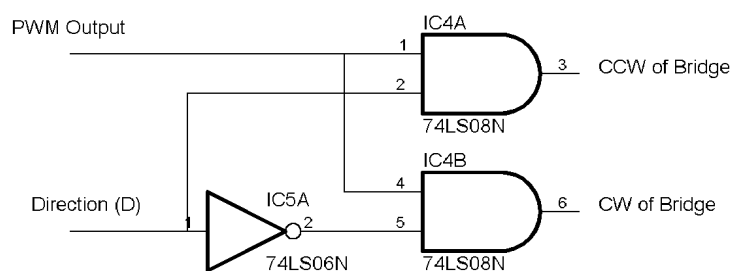 IC4A
PWM Output
1
3
CCW of Bridge
2
74LS08N
IC4B
4
Direction (D)
IC5A
6
CW of Bridge
1
2
5
74LS06N
74LS08N